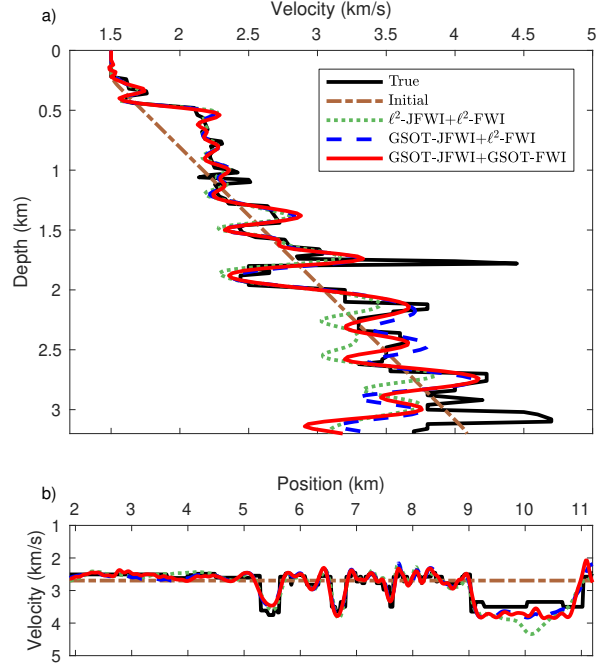 Velocity (km/s)
a)
1.5 2 2.5 3 3.5 4 4.5 5
0
0.5
1
1.5
2
2.5
3
Depth (km)
True
Initial
ℓ²-JFWI+ℓ²-FWI
GSOT-JFWI+ℓ²-FWI
GSOT-JFWI+GSOT-FWI
b)
Position (km)
2 3 4 5 6 7 8 9 10 11
1
2
3
4
5
Velocity (km/s)